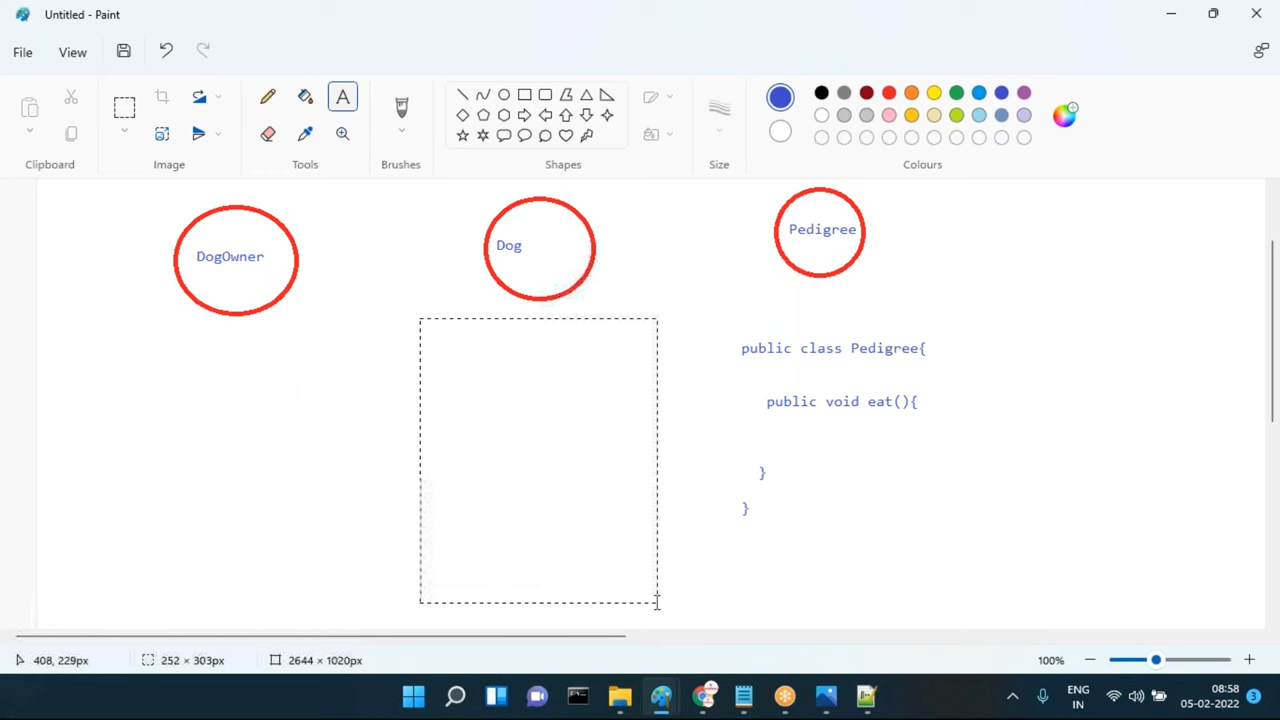 Untitled - Paint
File
View
Clipboard
Image
Tools
Brushes
Shapes
Size
Colours
DogOwner
Dog
Pedigree
public class Pedigree{
public void eat(){
}
}
408, 229px
252 × 303px
2644 × 1020px
100%
ENG
IN
08:58
05-02-2022
3